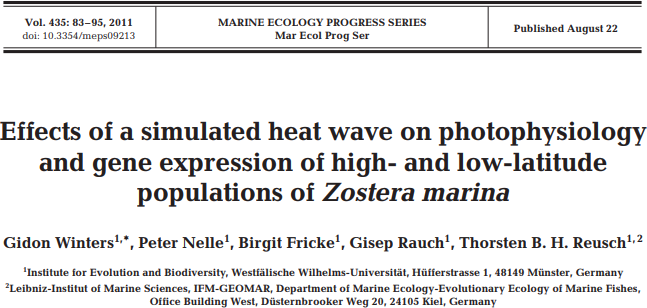 Vol. 435: 83–95, 2011
doi: 10.3354/meps09213
MARINE ECOLOGY PROGRESS SERIES
Mar Ecol Prog Ser
Published August 22
Effects of a simulated heat wave on photophysiology
and gene expression of high- and low-latitude
populations of Zostera marina
Gidon Winters1,*, Peter Nelle1, Birgit Fricke1, Gisep Rauch1, Thorsten B. H. Reusch1,2
1Institute for Evolution and Biodiversity, Westfälische Wilhelms-Universität, Hüfferstrasse 1, 48149 Münster, Germany
2Leibniz-Institut of Marine Sciences, IFM-GEOMAR, Department of Marine Ecology-Evolutionary Ecology of Marine Fishes,
Office Building West, Düsternbrooker Weg 20, 24105 Kiel, Germany